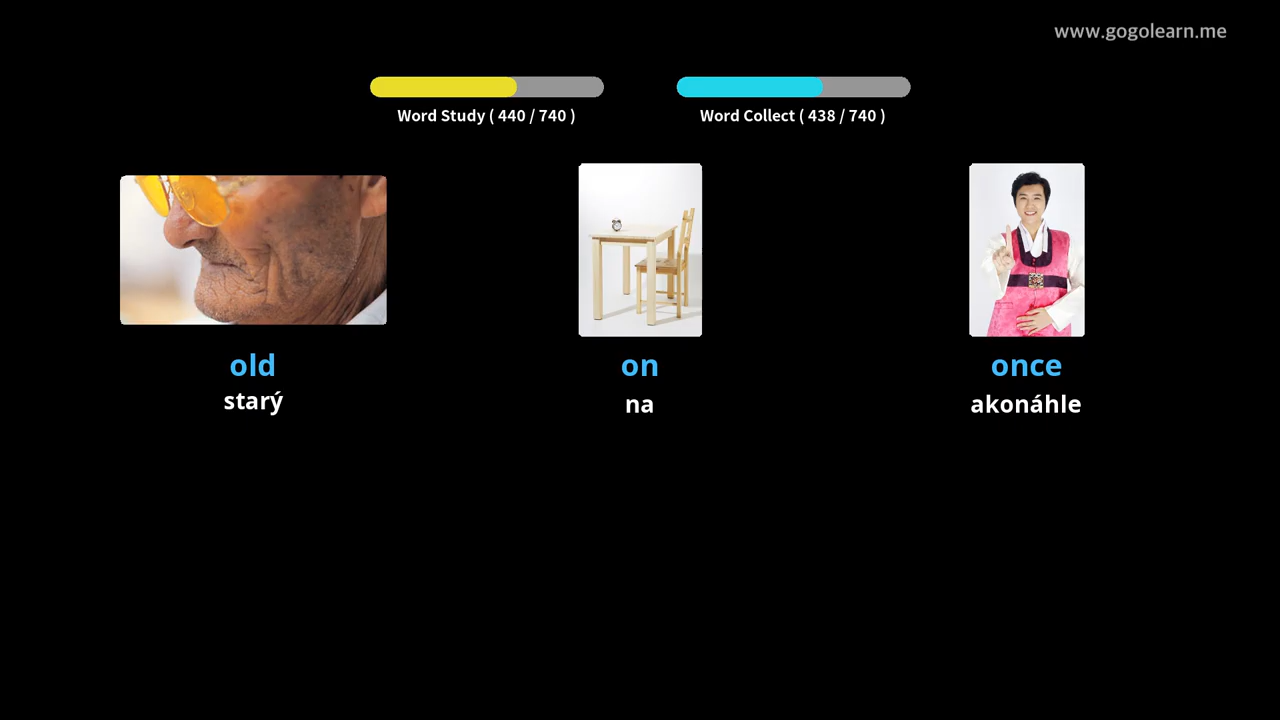 www.gogolearn.me
Word Study ( 440 / 740 )
Word Collect ( 438 / 740 )
old
on
once
starý
na
akonáhle